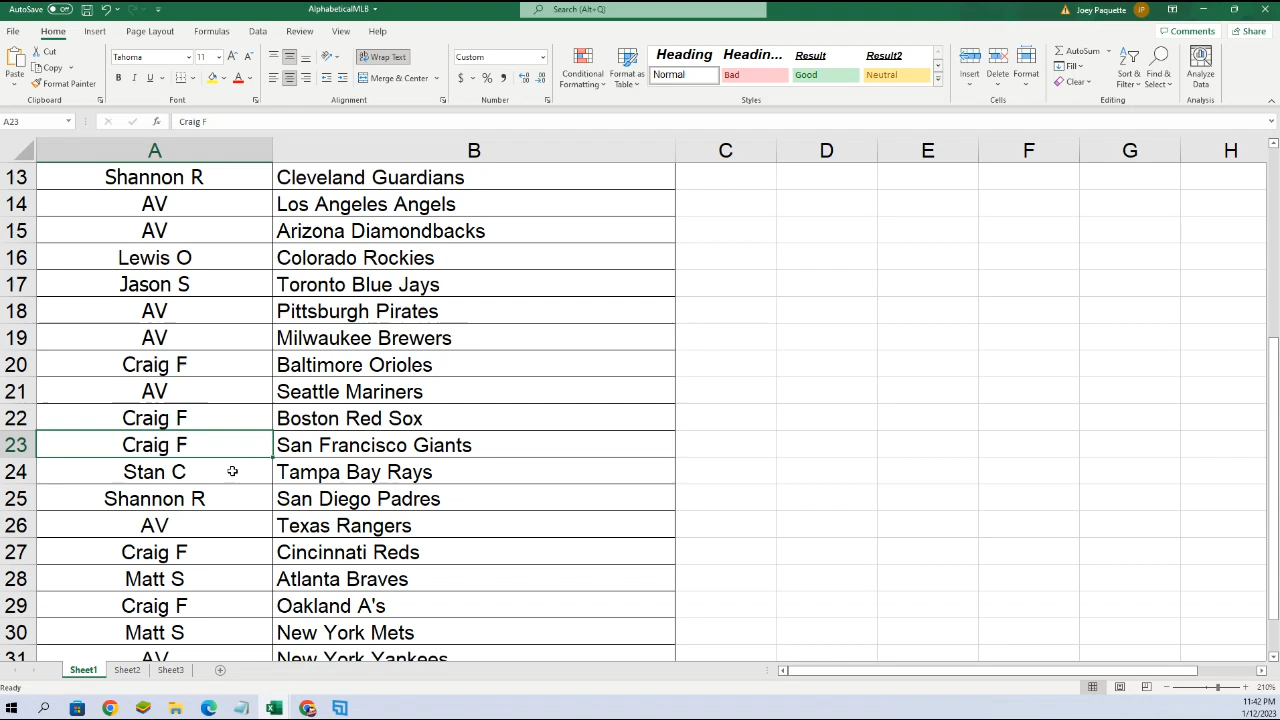 AutoSave Off AlphabeticalMLB Search (Alt+Q) Joey Paquette JP
File Home Insert Page Layout Formulas Data Review View Help Comments Share
Paste Cut Copy Format Painter Clipboard
Tahoma 11 A A B I U A Font
ab Wrap Text Merge & Center Alignment
Custom $ % , Number
Conditional Formatting Format as Table
Heading Headin... Result Result2
Normal Bad Good Neutral
Styles
Insert Delete Format Cells
AutoSum Fill Clear Sort & Filter Find & Select Editing
Analyze Data Analysis
A23 fx Craig F
A B C D E F G H
13 Shannon R Cleveland Guardians
14 AV Los Angeles Angels
15 AV Arizona Diamondbacks
16 Lewis O Colorado Rockies
17 Jason S Toronto Blue Jays
18 AV Pittsburgh Pirates
19 AV Milwaukee Brewers
20 Craig F Baltimore Orioles
21 AV Seattle Mariners
22 Craig F Boston Red Sox
23 Craig F San Francisco Giants
24 Stan C Tampa Bay Rays
25 Shannon R San Diego Padres
26 AV Texas Rangers
27 Craig F Cincinnati Reds
28 Matt S Atlanta Braves
29 Craig F Oakland A's
30 Matt S New York Mets
31 AV New York Yankees
Sheet1 Sheet2 Sheet3
Ready 210%
11:42 PM
1/12/2023